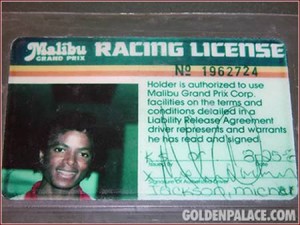 Malibu RACING LICENSE
GRAND PRIX
Nº 1962724
Holder is authorized to use
Malibu Grand Prix Corp.
facilities on the terms and
conditions detailed in a
Liability Release Agreement
driver represents and warrants
he has read and signed.
JACKSON, MICHAEL
GOLDENPALACE.COM